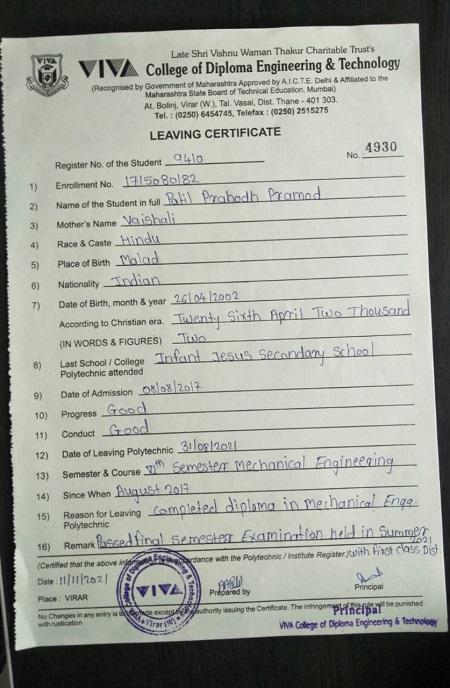 Late Shri Vishnu Waman Thakur Charitable Trust's
VIVA College of Diploma Engineering & Technology
(Recognised by Government of Maharashtra Approved by A.I.C.T.E. Delhi & Affiliated to the
Maharashtra State Board of Technical Education, Mumbai)
At. Bolinj, Virar (W.), Tal. Vasai, Dist. Thane - 401 303.
Tel. : (0250) 6454745, Telefax : (0250) 2515275
LEAVING CERTIFICATE
Register No. of the Student 9410 No. 4930
1) Enrollment No. 1715080182
2) Name of the Student in full Patil Prabodh Pramod
3) Mother's Name Vaishali
4) Race & Caste Hindu
5) Place of Birth Malad
6) Nationality Indian
7) Date of Birth, month & year 26/04/2002
According to Christian era. Twenty Sixth April Two Thousand
(IN WORDS & FIGURES) Two
8) Last School / College Infant Jesus Secondary School
Polytechnic attended
9) Date of Admission 08/08/2017
10) Progress Good
11) Conduct Good
12) Date of Leaving Polytechnic 31/08/2021
13) Semester & Course VIth Semester Mechanical Engineering
14) Since When August 2017
15) Reason for Leaving completed diploma in Mechanical Engg.
Polytechnic
16) Remark Passed final Semester Examination held in Summer
2021
(Certified that the above in accordance with the Polytechnic / Institute Register.) with First class Dist.
Date : 11/11/2021
Prepared by Principal
Place : VIRAR
No Changes in any entry is to be made except by the authority issuing the Certificate. The infringement of this rule will be punished
with rustication
Principal
VIVA College of Diploma Engineering & Technology
VIVA